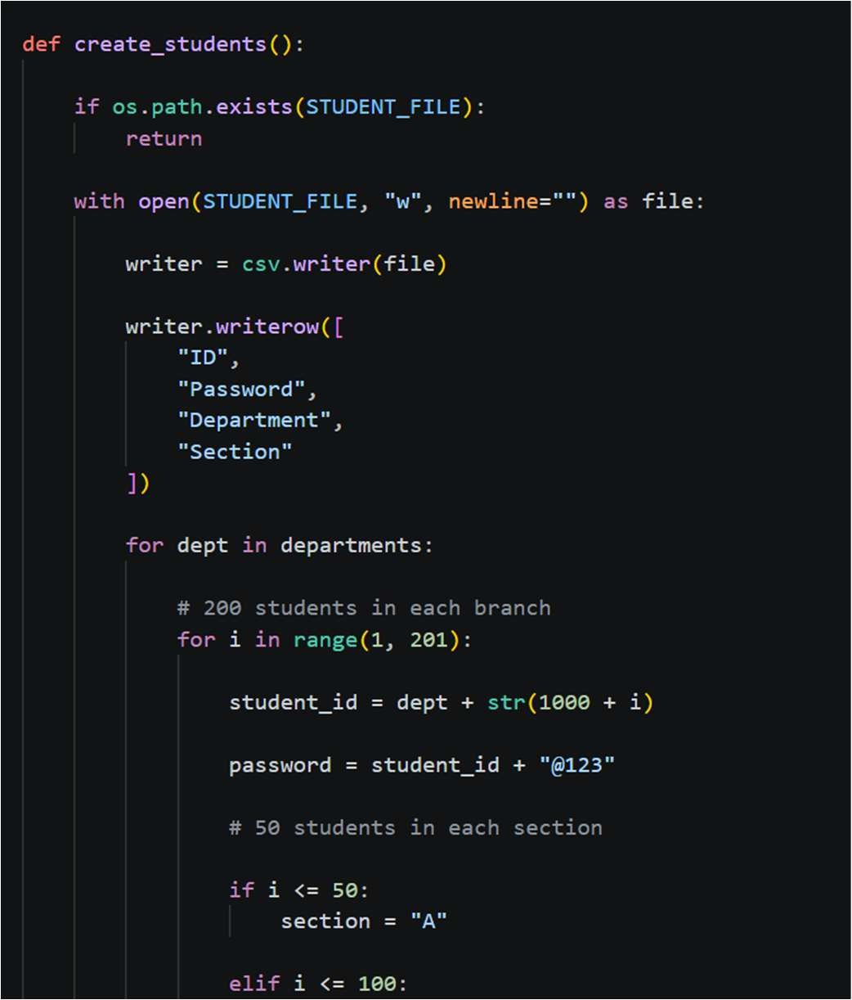 def create_students():
if os.path.exists(STUDENT_FILE):
return
with open(STUDENT_FILE, "w", newline="") as file:
writer = csv.writer(file)
writer.writerow([
"ID",
"Password",
"Department",
"Section"
])
for dept in departments:
# 200 students in each branch
for i in range(1, 201):
student_id = dept + str(1000 + i)
password = student_id + "@123"
# 50 students in each section
if i <= 50:
section = "A"
elif i <= 100: